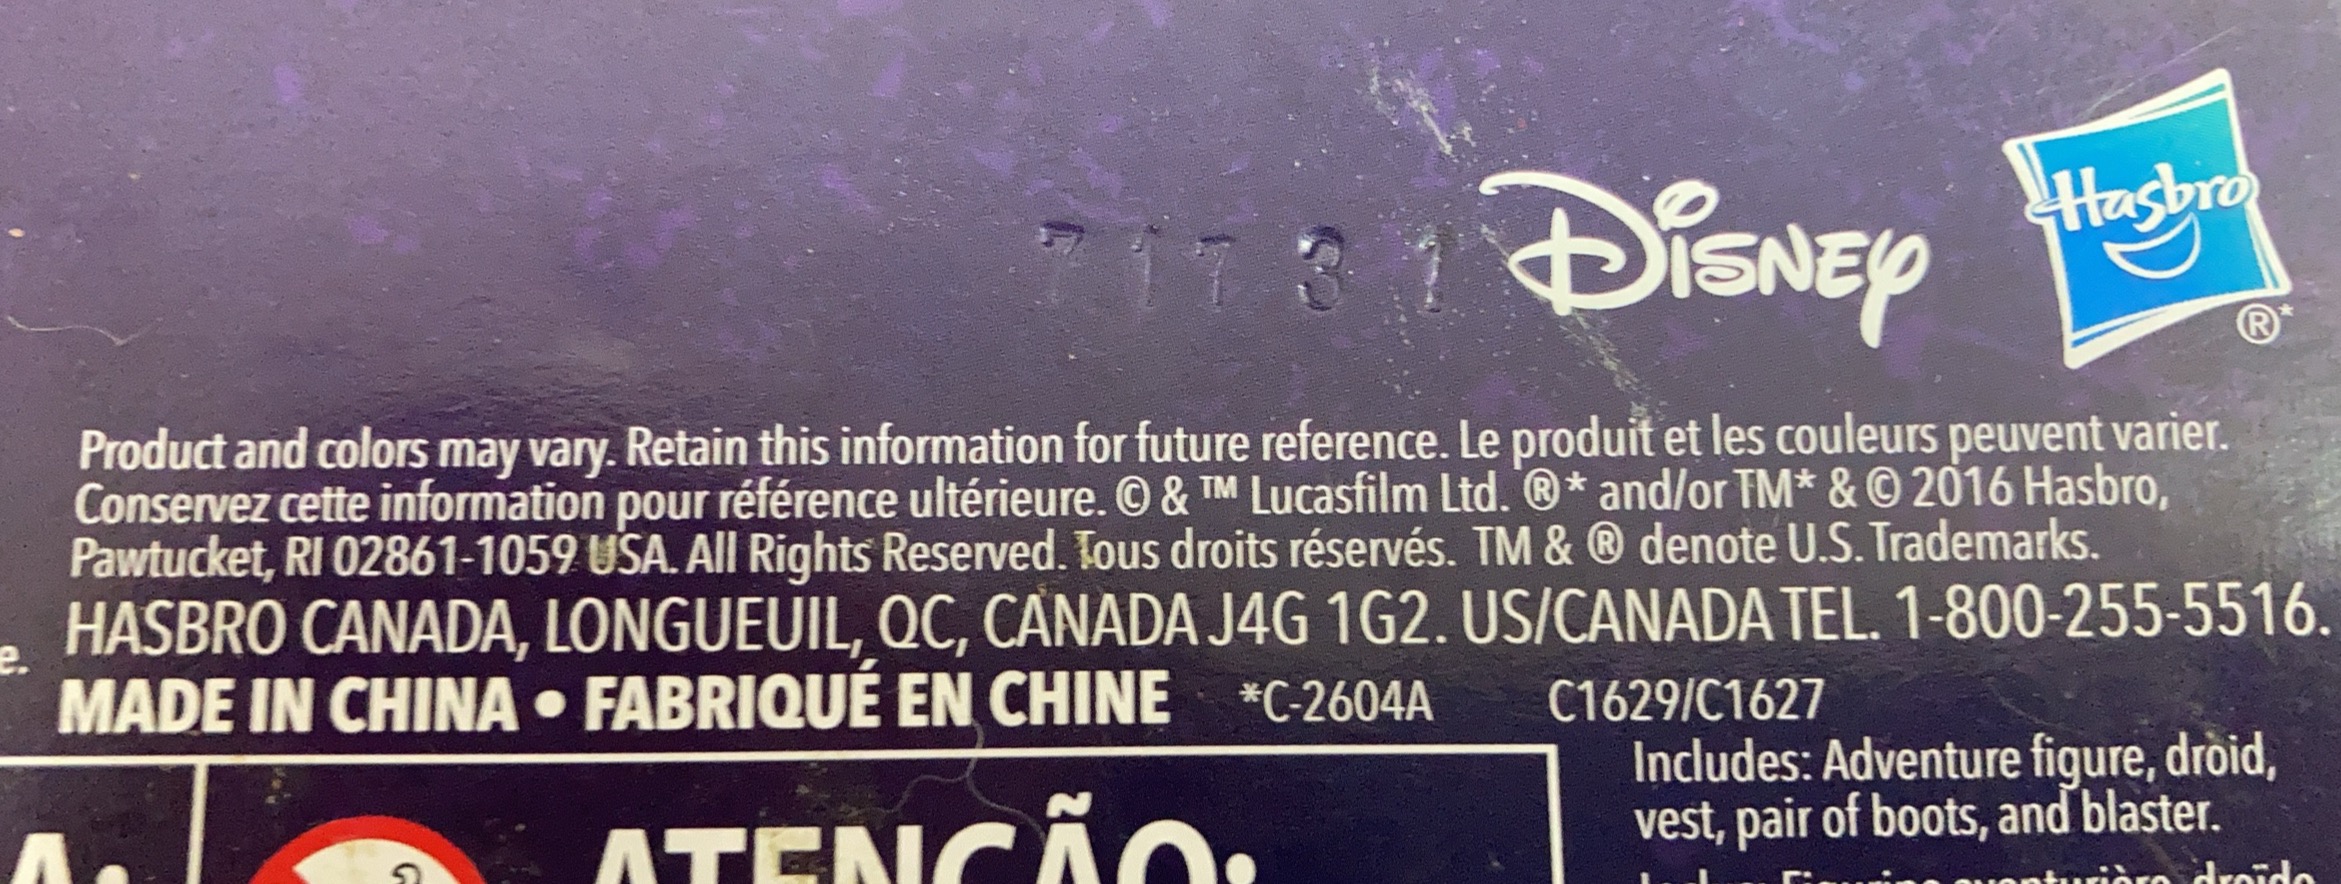 71731
Disney
Hasbro
®*
Product and colors may vary. Retain this information for future reference. Le produit et les couleurs peuvent varier.
Conservez cette information pour référence ultérieure. © & ™ Lucasfilm Ltd. ®* and/or TM* & © 2016 Hasbro,
Pawtucket, RI 02861-1059 USA. All Rights Reserved. Tous droits réservés. TM & ® denote U.S. Trademarks.
HASBRO CANADA, LONGUEUIL, QC, CANADA J4G 1G2. US/CANADA TEL. 1-800-255-5516.
e.
MADE IN CHINA • FABRIQUÉ EN CHINE *C-2604A C1629/C1627
Includes: Adventure figure, droid,
vest, pair of boots, and blaster.
A:
ATENÇÃO: